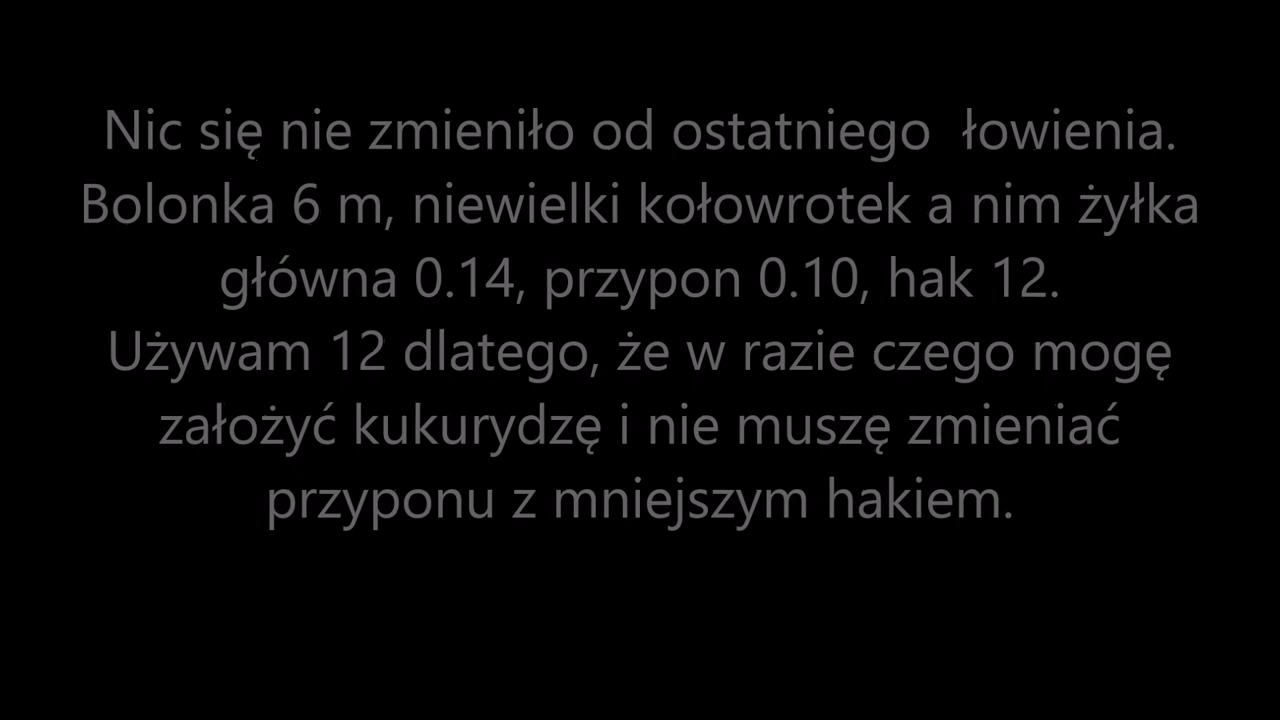 Nic się nie zmieniło od ostatniego  łowienia.
Bolonka 6 m, niewielki kołowrotek a nim żyłka
główna 0.14, przypon 0.10, hak 12.
Używam 12 dlatego, że w razie czego mogę
założyć kukurydzę i nie muszę zmieniać
przyponu z mniejszym hakiem.